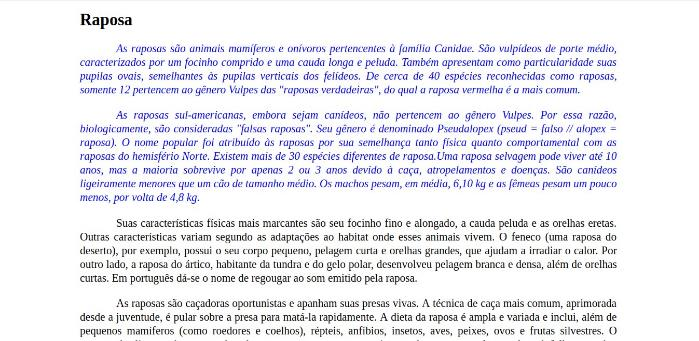 Raposa
As raposas são animais mamíferos e onívoros pertencentes à família Canidae. São vulpídeos de porte médio,
caracterizados por um focinho comprido e uma cauda longa e peluda. Também apresentam como particularidade suas
pupilas ovais, semelhantes às pupilas verticais dos felídeos. De cerca de 40 espécies reconhecidas como raposas,
somente 12 pertencem ao gênero Vulpes das "raposas verdadeiras", do qual a raposa vermelha é a mais comum.
As raposas sul-americanas, embora sejam canídeos, não pertencem ao gênero Vulpes. Por essa razão,
biologicamente, são consideradas "falsas raposas". Seu gênero é denominado Pseudalopex (pseud = falso // alopex =
raposa). O nome popular foi atribuído às raposas por sua semelhança tanto física quanto comportamental com as
raposas do hemisfério Norte. Existem mais de 30 espécies diferentes de raposa.Uma raposa selvagem pode viver até 10
anos, mas a maioria sobrevive por apenas 2 ou 3 anos devido à caça, atropelamentos e doenças. São canídeos
ligeiramente menores que um cão de tamanho médio. Os machos pesam, em média, 6,10 kg e as fêmeas pesam um pouco
menos, por volta de 4,8 kg.
Suas características físicas mais marcantes são seu focinho fino e alongado, a cauda peluda e as orelhas eretas.
Outras características variam segundo as adaptações ao habitat onde esses animais vivem. O feneco (uma raposa do
deserto), por exemplo, possui o seu corpo pequeno, pelagem curta e orelhas grandes, que ajudam a irradiar o calor. Por
outro lado, a raposa do ártico, habitante da tundra e do gelo polar, desenvolveu pelagem branca e densa, além de orelhas
curtas. Em português dá-se o nome de regougar ao som emitido pela raposa.
As raposas são caçadoras oportunistas e apanham suas presas vivas. A técnica de caça mais comum, aprimorada
desde a juventude, é pular sobre a presa para matá-la rapidamente. A dieta da raposa é ampla e variada e inclui, além de
pequenos mamíferos (como roedores e coelhos), répteis, anfíbios, insetos, aves, peixes, ovos e frutas silvestres. O